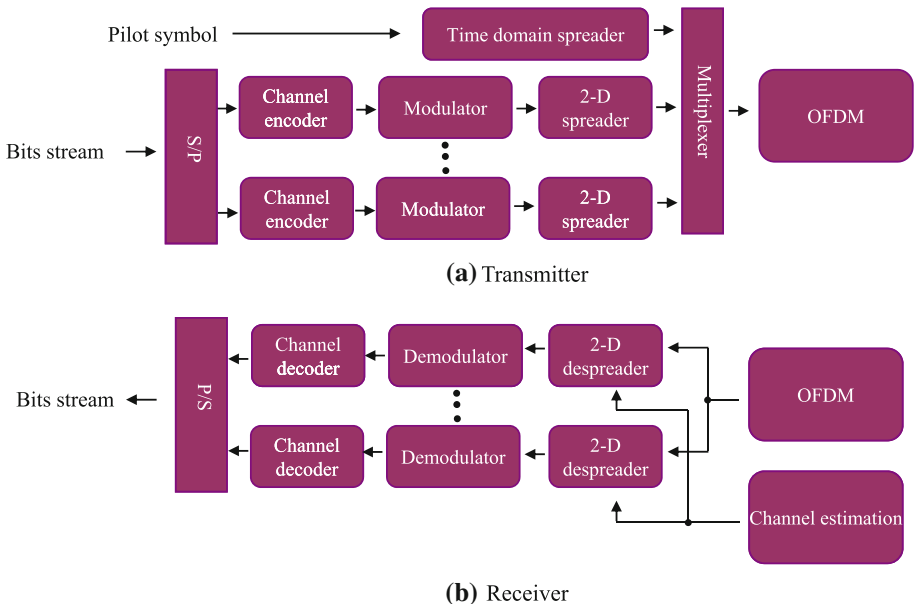 Pilot symbol
Time domain spreader
Bits stream
S/P
Channel
encoder
Modulator
2-D
spreader
Channel
encoder
Modulator
2-D
spreader
Multiplexer
OFDM
(a) Transmitter
Bits stream
P/S
Channel
decoder
Demodulator
2-D
despreader
Channel
decoder
Demodulator
2-D
despreader
OFDM
Channel estimation
(b) Receiver